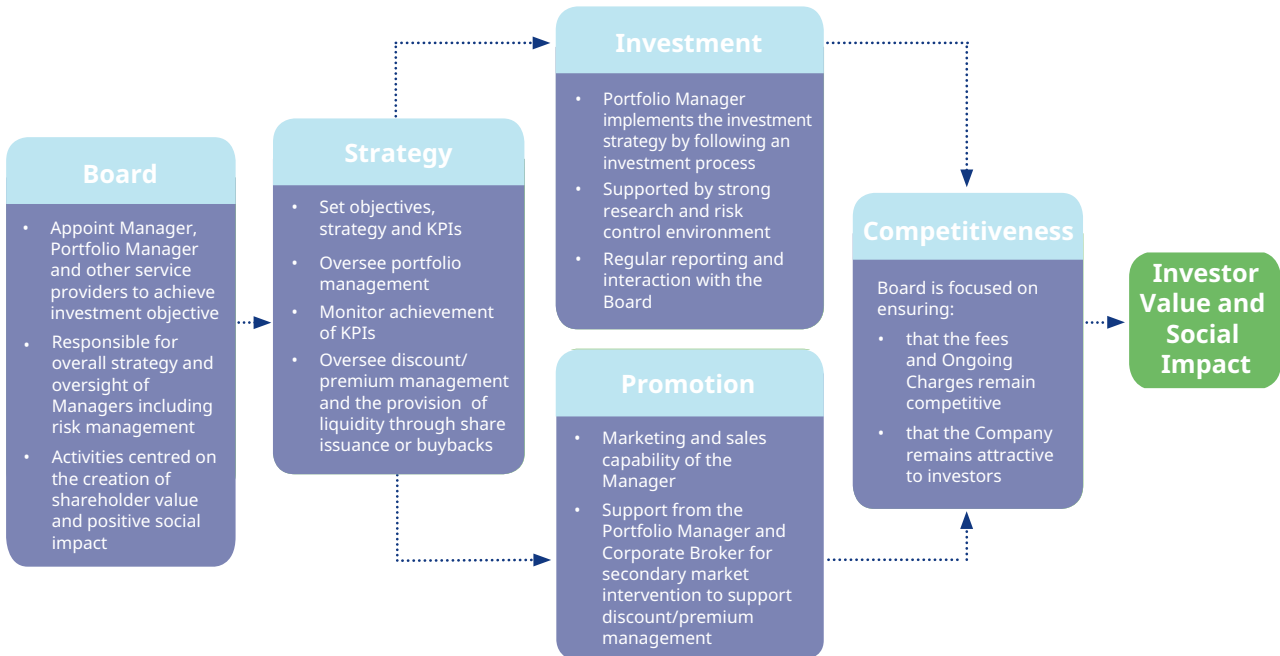 Board
• Appoint Manager,
Portfolio Manager
and other service
providers to achieve
investment objective
• Responsible for
overall strategy and
oversight of
Managers including
risk management
• Activities centred on
the creation of
shareholder value
and positive social
impact
Strategy
• Set objectives,
strategy and KPIs
• Oversee portfolio
management
• Monitor achievement
of KPIs
• Oversee discount/
premium management
and the provision of
liquidity through share
issuance or buybacks
Investment
• Portfolio Manager
implements the investment
strategy by following an
investment process
• Supported by strong
research and risk
control environment
• Regular reporting and
interaction with the
Board
Promotion
• Marketing and sales
capability of the
Manager
• Support from the
Portfolio Manager and
Corporate Broker for
secondary market
intervention to support
discount/premium
management
Competitiveness
Board is focused on
ensuring:
• that the fees
and Ongoing
Charges remain
competitive
• that the Company
remains attractive
to investors
Investor
Value and
Social
Impact